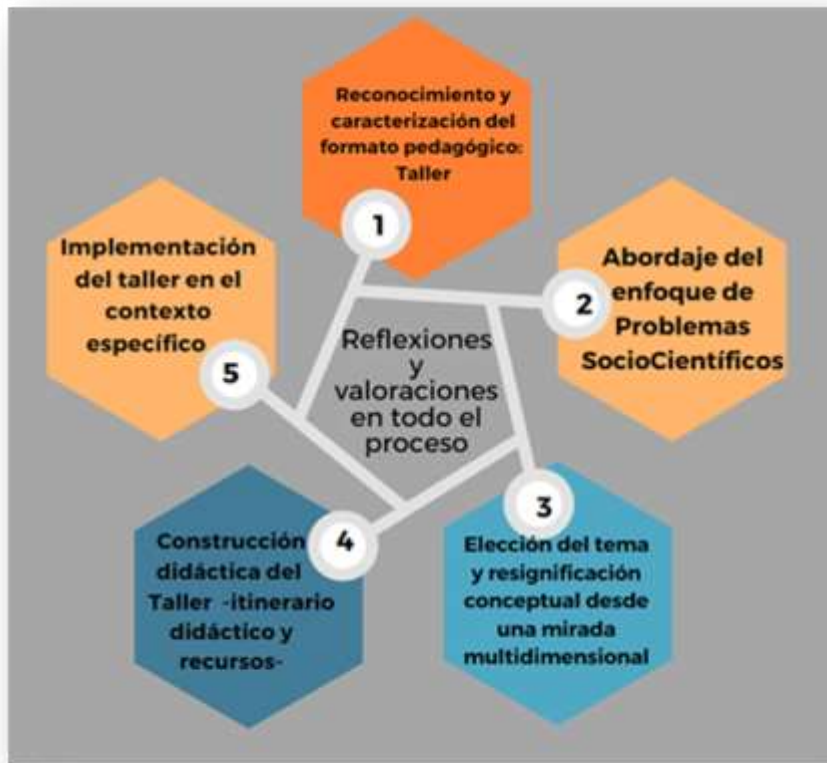 Reconocimiento y
caracterización del
formato pedagógico:
Taller
1
Abordaje del
enfoque de
Problemas
SocioCientíficos
2
Elección del tema
y resignificación
conceptual desde
una mirada
multidimensional
3
Construcción
didáctica del
Taller -itinerario
didáctico y
recursos-
4
Implementación
del taller en el
contexto
específico
5
Reflexiones
y
valoraciones
en todo el
proceso